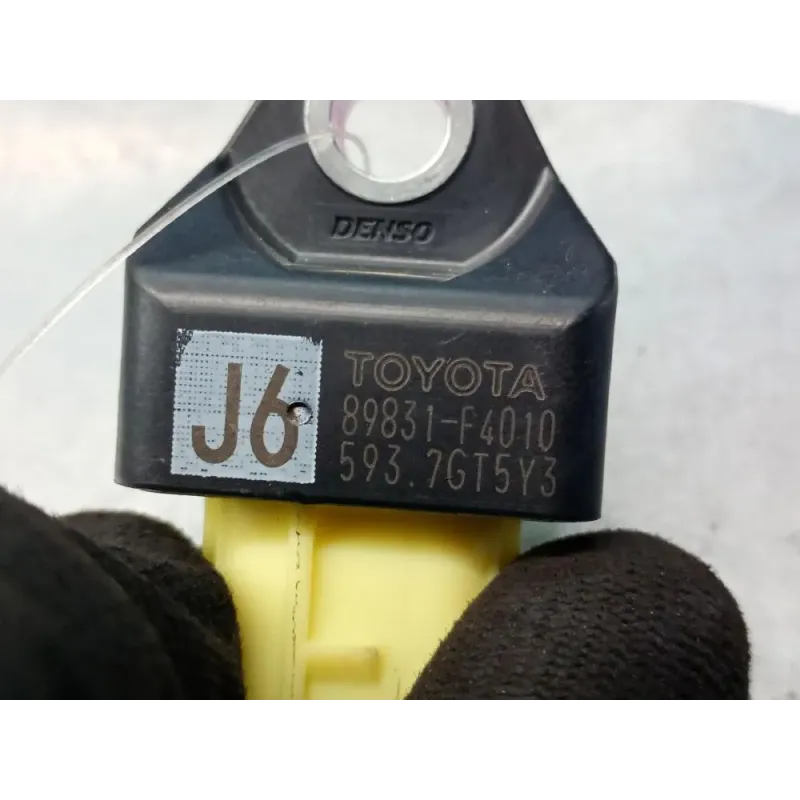 DENSO
J6
TOYOTA
89831-F4010
593.7GT5Y3